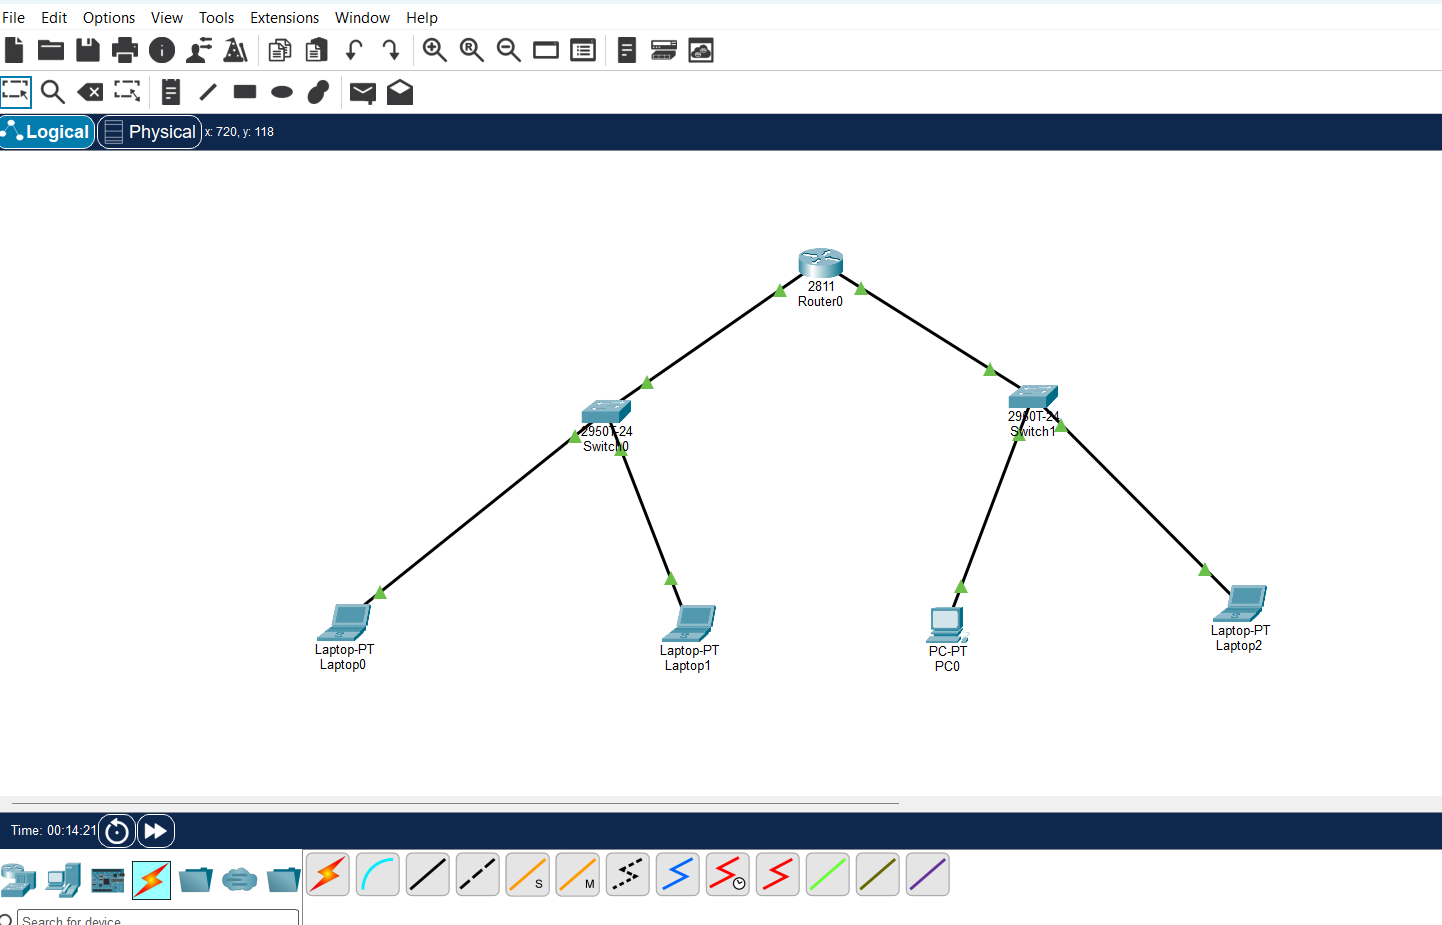 File Edit Options View Tools Extensions Window Help
Logical Physical x: 720, y: 118
2811
Router0
2950T-24
Switch0
2950T-24
Switch1
Laptop-PT
Laptop0
Laptop-PT
Laptop1
PC-PT
PC0
Laptop-PT
Laptop2
Time: 00:14:21
S M
Search for device